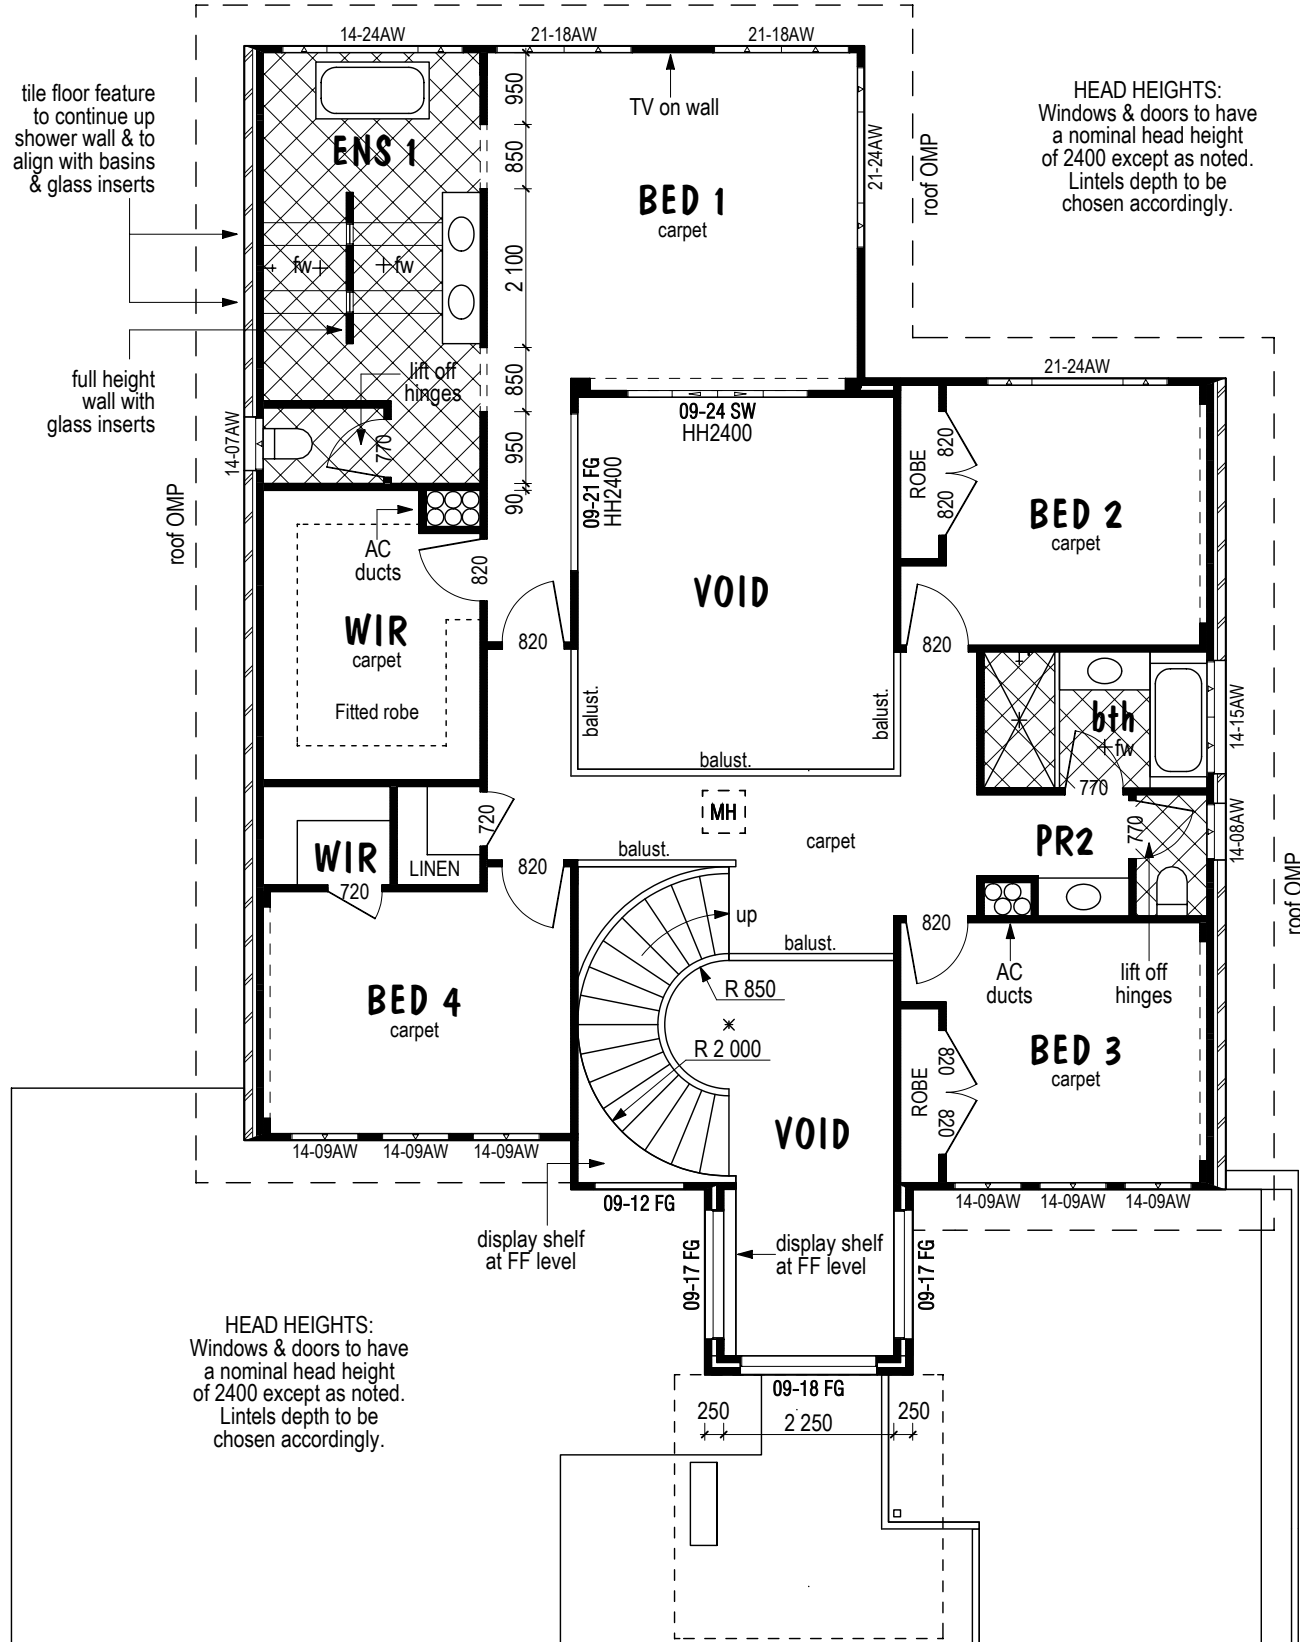 14-24AW
21-18AW
21-18AW
tile floor feature
to continue up
shower wall & to
align with basins
& glass inserts
950
TV on wall
HEAD HEIGHTS:
Windows & doors to have
a nominal head height
of 2400 except as noted.
Lintels depth to be
chosen accordingly.
ENS 1
850
21-24AW
roof OMP
BED 1
carpet
fw
fw
2 100
full height
wall with
glass inserts
lift off
hinges
850
21-24AW
09-24 SW
HH2400
14-07AW
770
950
820
ROBE
820
09-21 FG
HH2400
90
roof OMP
BED 2
carpet
AC
ducts
820
VOID
WIR
carpet
820
820
Fitted robe
balust.
balust.
bth
fw
14-15AW
balust.
770
MH
720
carpet
770
14-08AW
WIR
LINEN
balust.
PR2
720
820
roof OMP
up
820
balust.
BED 4
carpet
R 850
AC
ducts
lift off
hinges
R 2 000
820
ROBE
820
BED 3
carpet
VOID
14-09AW
14-09AW
14-09AW
09-12 FG
14-09AW
14-09AW
14-09AW
display shelf
at FF level
09-17 FG
display shelf
at FF level
09-17 FG
HEAD HEIGHTS:
Windows & doors to have
a nominal head height
of 2400 except as noted.
Lintels depth to be
chosen accordingly.
09-18 FG
250
2 250
250